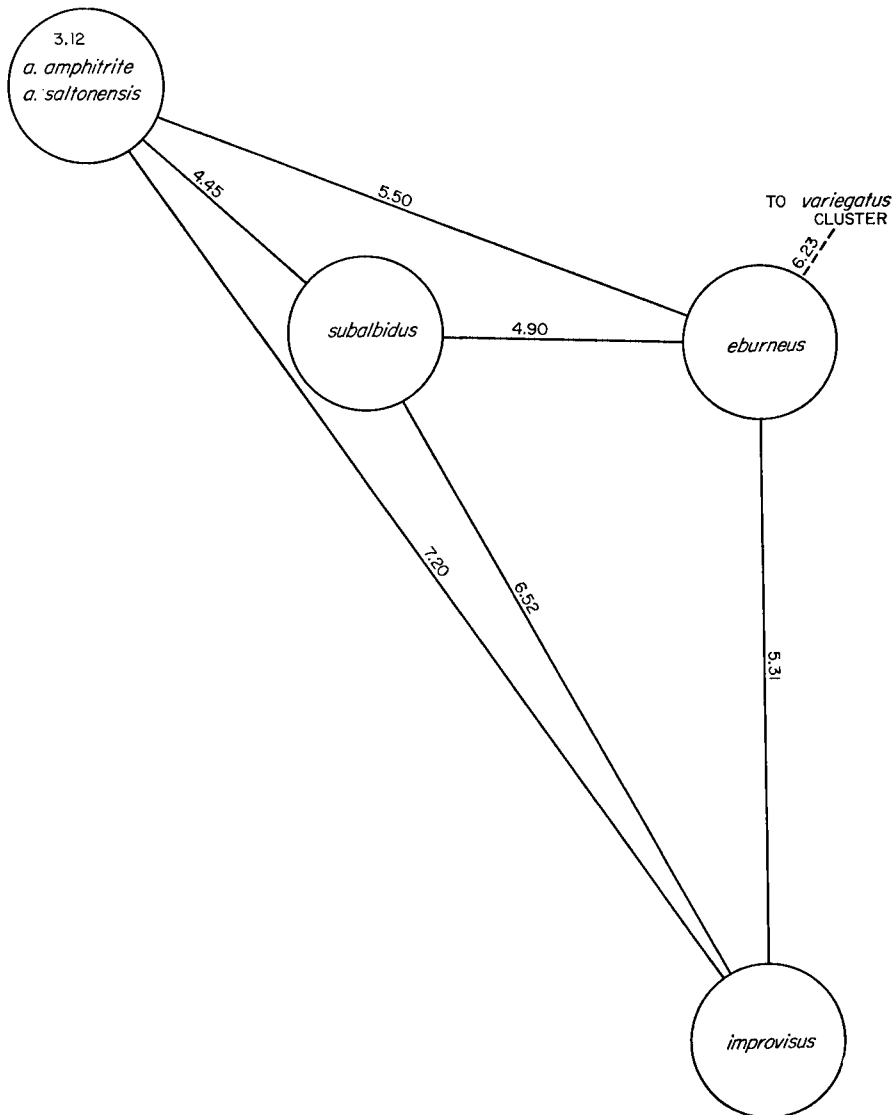 3.12
a. amphitrite
a. saltonensis
4.45
5.50
TO variegatus
CLUSTER
6.23
subalbidus
4.90
eburneus
7.20
6.52
5.31
improvisus